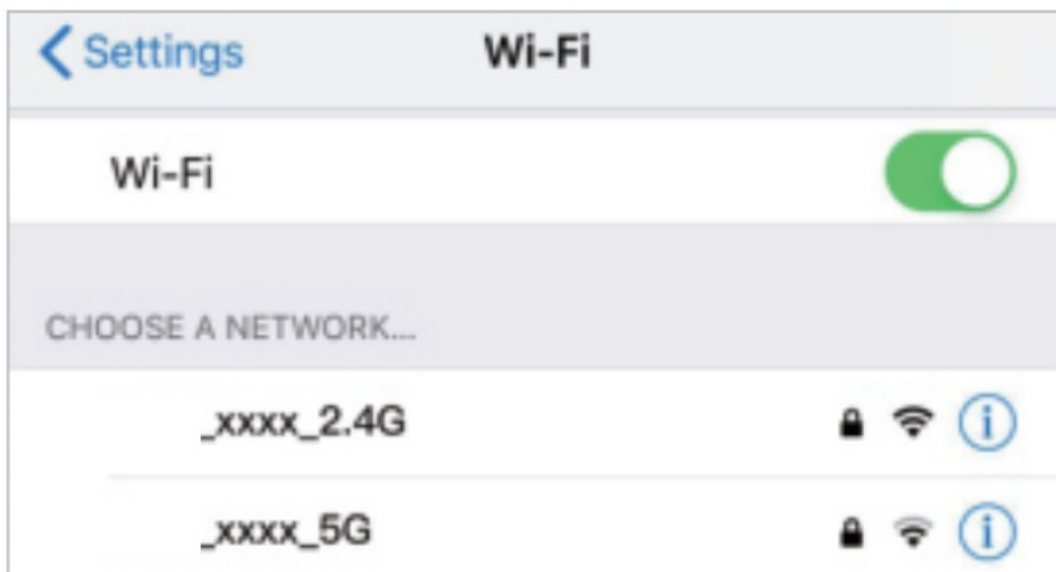 Settings
Wi-Fi
Wi-Fi
CHOOSE A NETWORK...
_xxxx_2.4G
_xxxx_5G